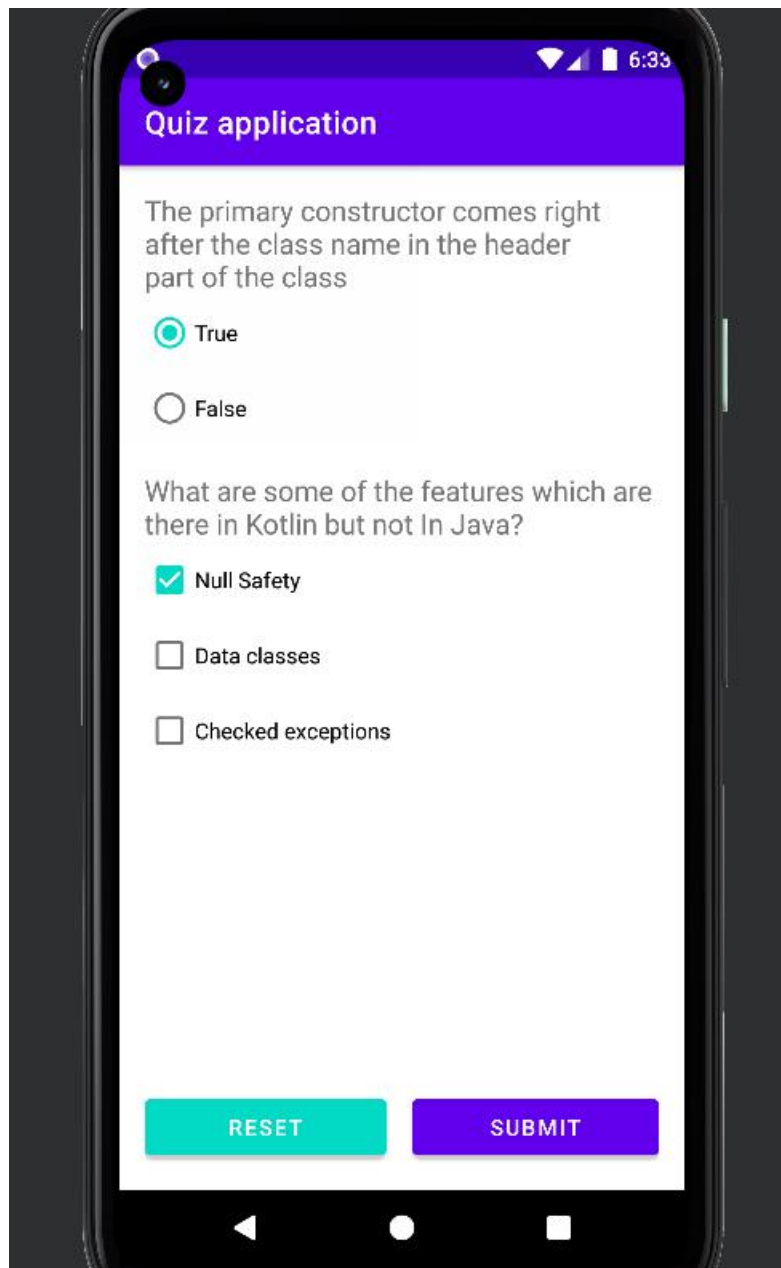 6:33
Quiz application
The primary constructor comes right
after the class name in the header
part of the class
True
False
What are some of the features which are
there in Kotlin but not In Java?
Null Safety
Data classes
Checked exceptions
RESET
SUBMIT